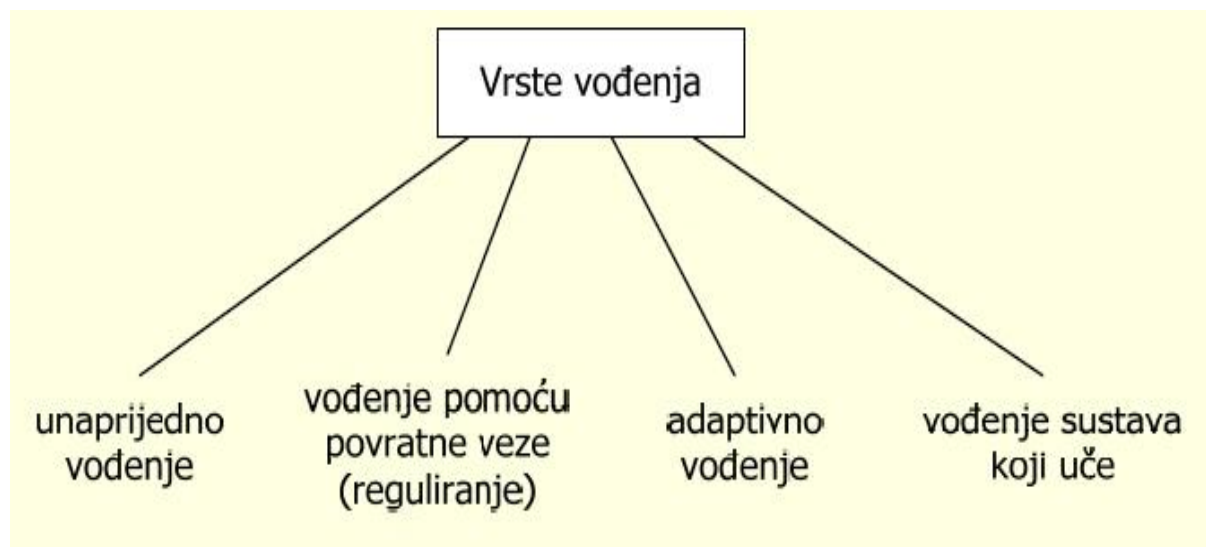 Vrste vođenja
unaprijedno
vođenje
vođenje pomoću
povratne veze
(reguliranje)
adaptivno
vođenje
vođenje sustava
koji uče